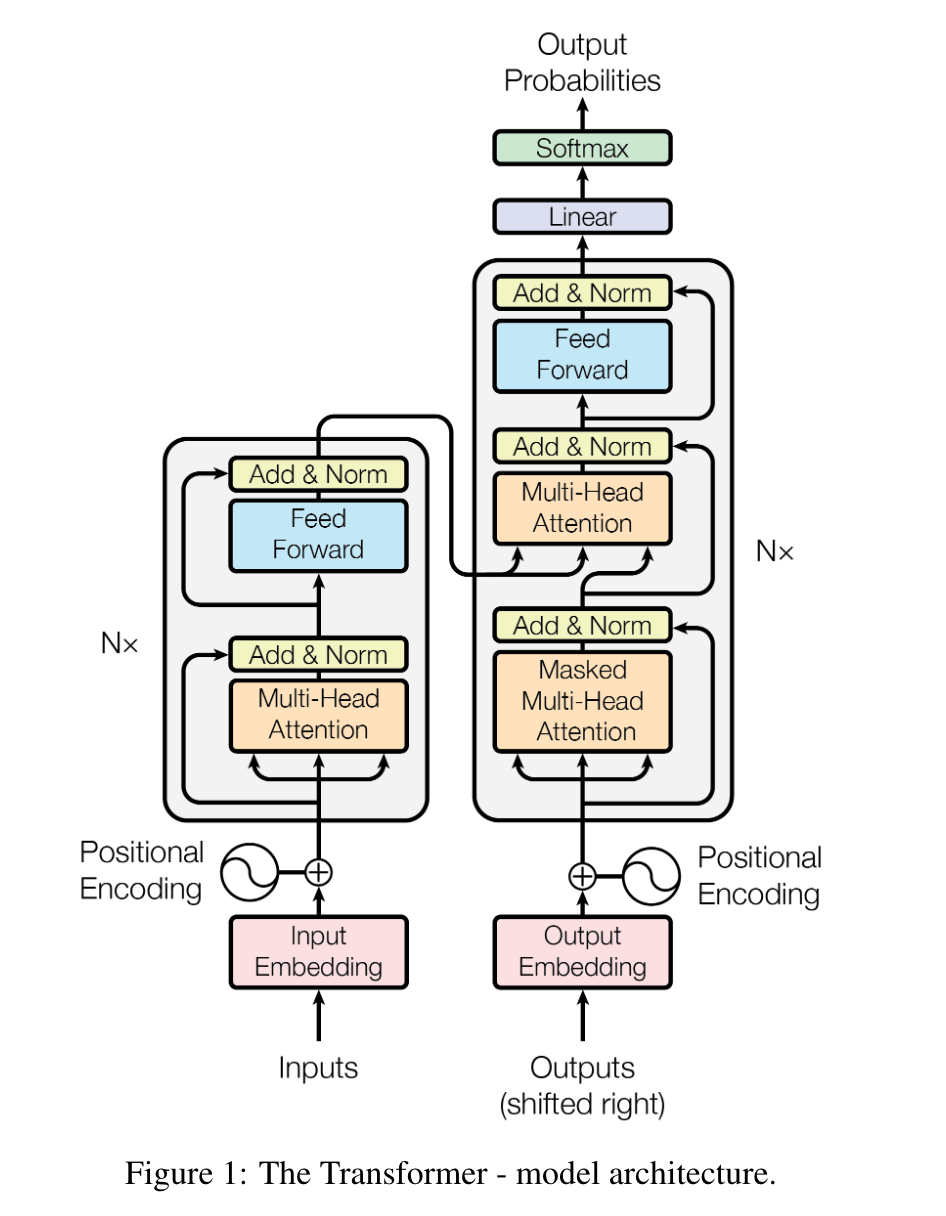 Output
Probabilities
Softmax
Linear
Add & Norm
Feed
Forward
Add & Norm
Multi-Head
Attention
N×
Add & Norm
Masked
Multi-Head
Attention
Add & Norm
Feed
Forward
N×
Add & Norm
Multi-Head
Attention
Positional
Encoding
Positional
Encoding
Input
Embedding
Output
Embedding
Inputs
Outputs
(shifted right)
Figure 1: The Transformer - model architecture.